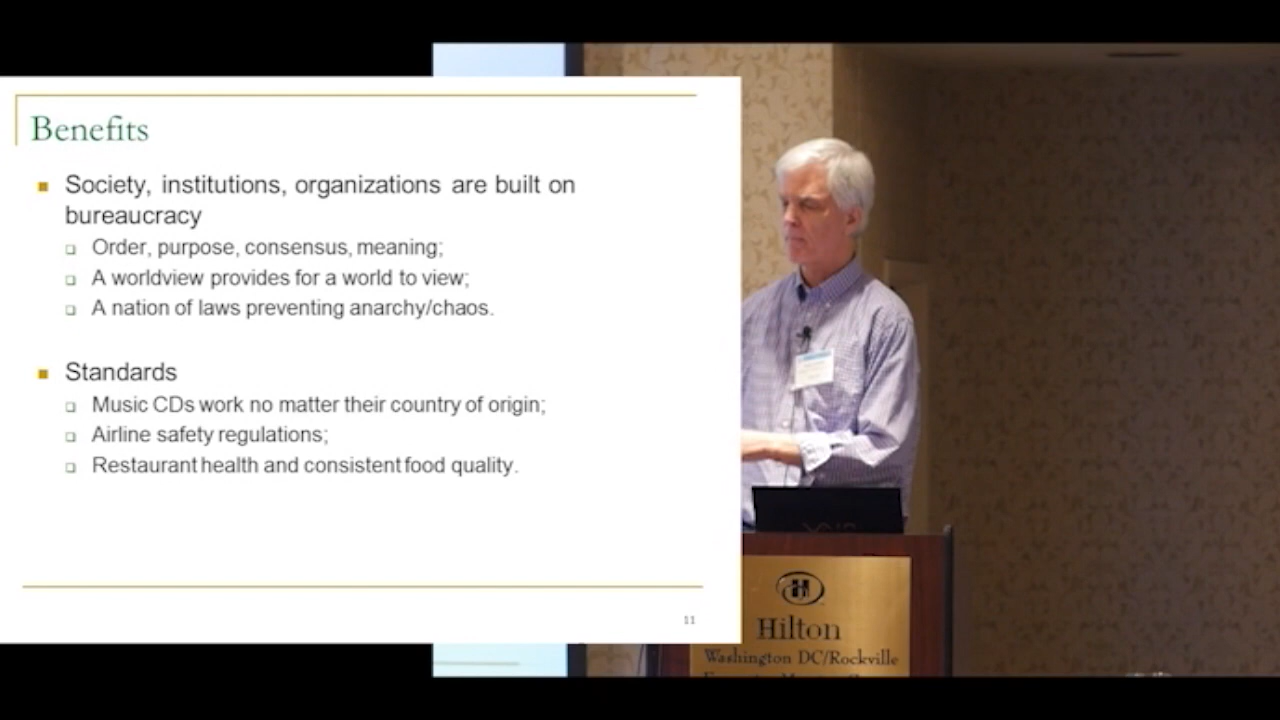 Benefits
Society, institutions, organizations are built on
bureaucracy
Order, purpose, consensus, meaning;
A worldview provides for a world to view;
A nation of laws preventing anarchy/chaos.
Standards
Music CDs work no matter their country of origin;
Airline safety regulations;
Restaurant health and consistent food quality.
11
Hilton
Washington DC/Rockville